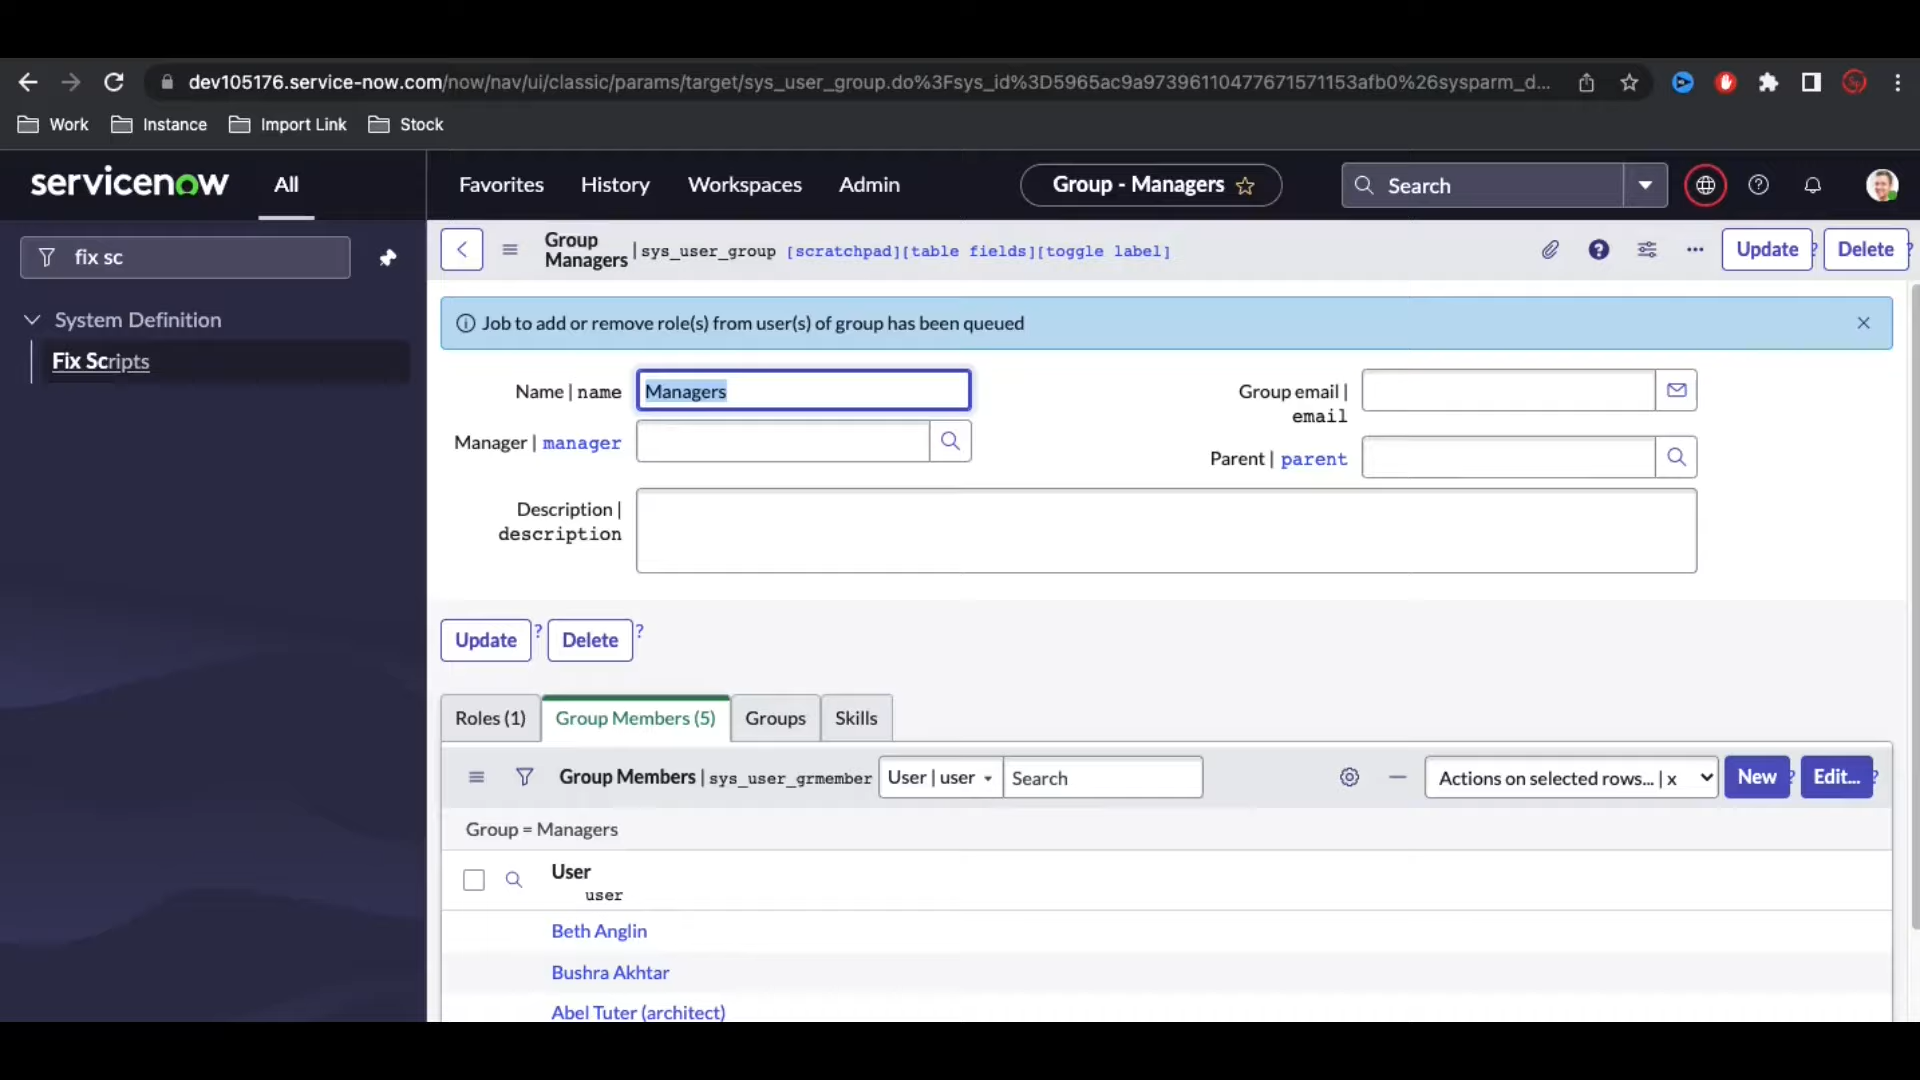 dev105176.service-now.com/now/nav/ui/classic/params/target/sys_user_group.do%3Fsys_id%3D5965ac9a97396110477671571153afb0%26sysparm_d...
Work Instance Import Link Stock
servicenow All Favorites History Workspaces Admin Group - Managers Search
fix sc
System Definition
Fix Scripts
Group
Managers | sys_user_group [scratchpad][table fields][toggle label] Update ? Delete ?
Job to add or remove role(s) from user(s) of group has been queued
Name | name Managers
Group email |
email
Manager | manager
Parent | parent
Description |
description
Update ? Delete ?
Roles (1) Group Members (5) Groups Skills
Group Members | sys_user_grmember User | user Search Actions on selected rows... | x New ? Edit... ?
Group = Managers
User
user
Beth Anglin
Bushra Akhtar
Abel Tuter (architect)